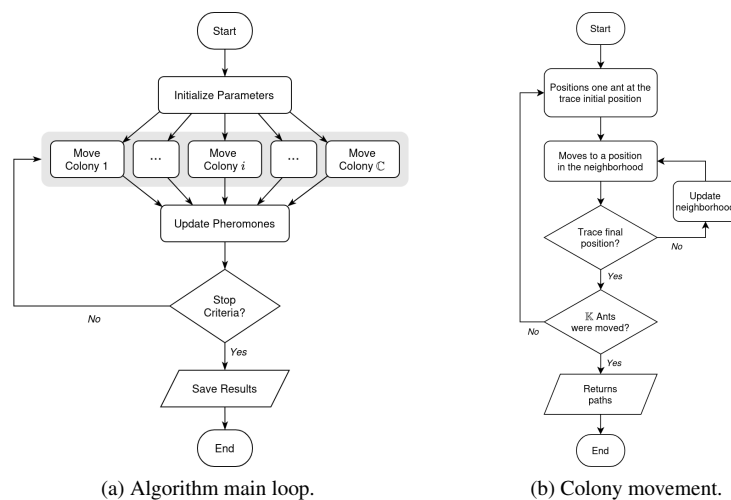 Start
Initialize Parameters
Move
Colony 1
...
Move
Colony i
...
Move
Colony ℂ
Update Pheromones
Stop
Criteria?
No
Yes
Save Results
End
(a) Algorithm main loop.
Start
Positions one ant at the
trace initial position
Moves to a position
in the neighborhood
Update
neighborhood
Trace final
position?
No
Yes
𝕂 Ants
were moved?
No
Yes
Returns
paths
End
(b) Colony movement.